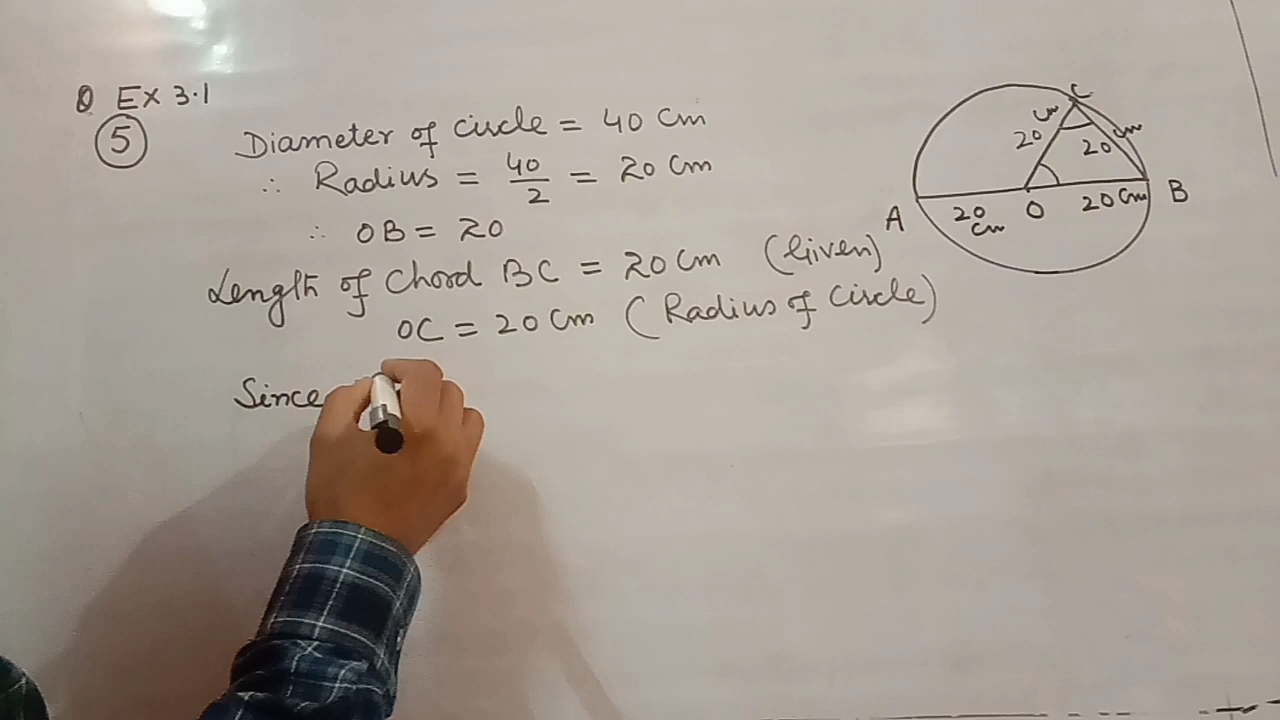 Q Ex 3.1
5
Diameter of circle = 40 Cm
∴ Radius = 40/2 = 20 Cm
∴ OB = 20
Length of Chord BC = 20 Cm (Given)
OC = 20 Cm (Radius of Circle)
Since
C
20 cm
20 cm
A
20 cm
O
20 Cm
B